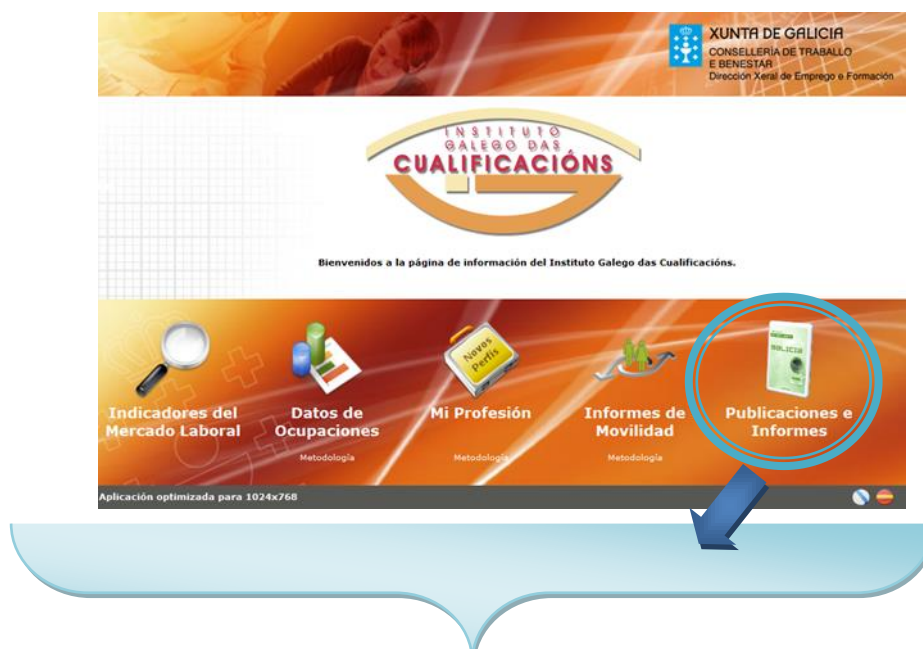 XUNTA DE GALICIA
CONSELLERÍA DE TRABALLO
E BENESTAR
Dirección Xeral de Emprego e Formación
INSTITUTO
GALEGO DAS
CUALIFICACIÓNS
Bienvenidos a la página de información del Instituto Galego das Cualificacións.
Novos
Perfís
GALICIA
Indicadores del
Mercado Laboral
Datos de
Ocupaciones
Metodología
Mi Profesión
Metodología
Informes de
Movilidad
Metodología
Publicaciones e
Informes
Aplicación optimizada para 1024x768